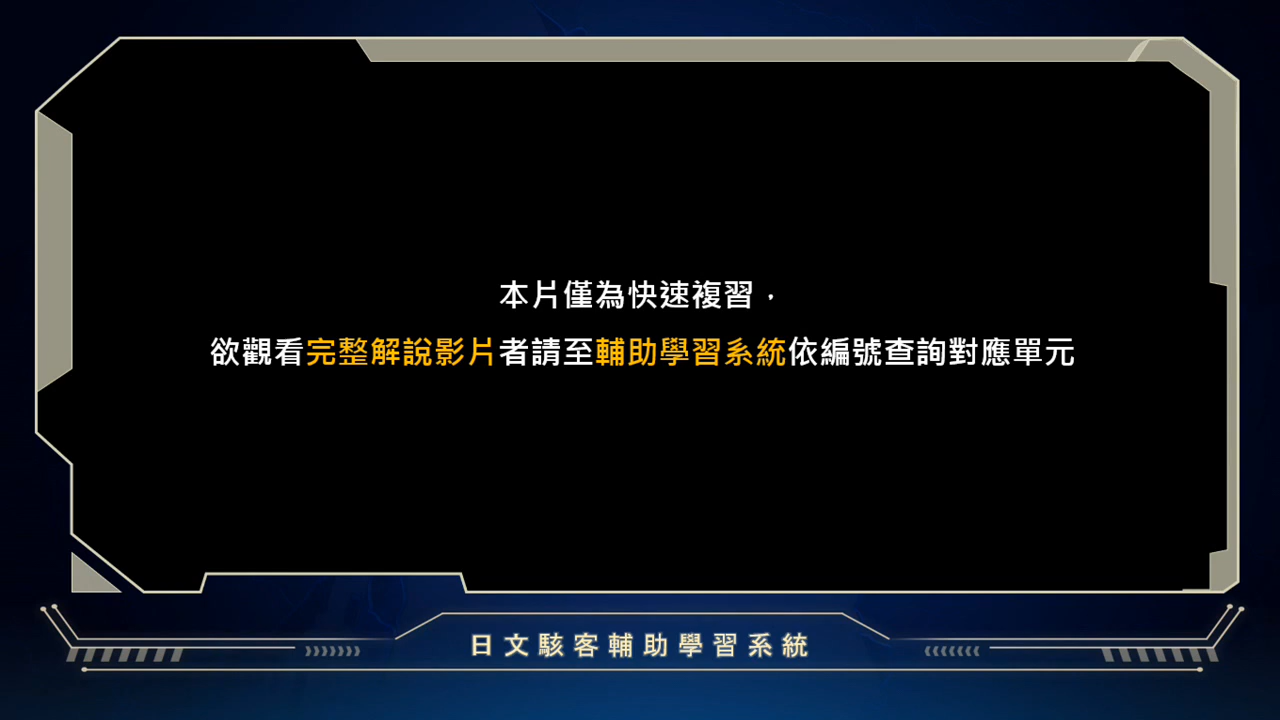 本片僅為快速複習，
欲觀看完整解說影片者請至輔助學習系統依編號查詢對應單元
日文駭客輔助學習系統